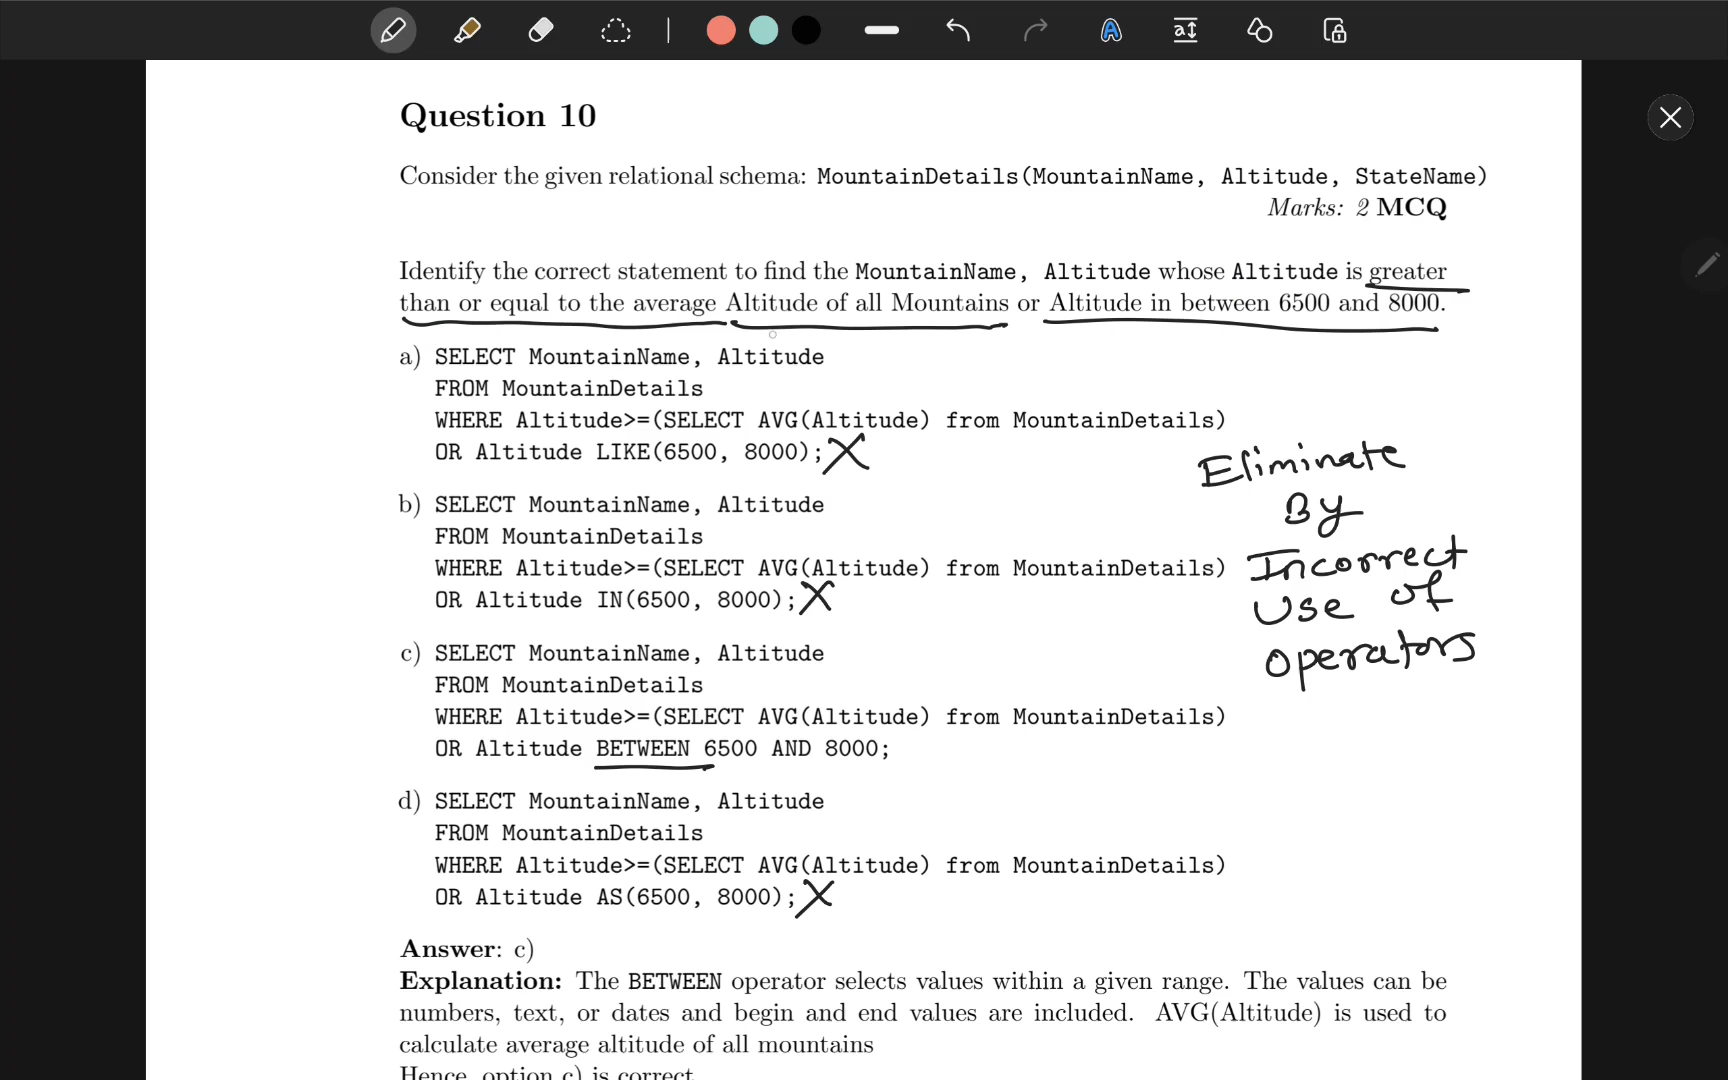 Question 10
Consider the given relational schema: MountainDetails(MountainName, Altitude, StateName)
Marks: 2 MCQ
Identify the correct statement to find the MountainName, Altitude whose Altitude is greater
than or equal to the average Altitude of all Mountains or Altitude in between 6500 and 8000.
a) SELECT MountainName, Altitude
FROM MountainDetails
WHERE Altitude>=(SELECT AVG(Altitude) from MountainDetails)
OR Altitude LIKE(6500, 8000);
b) SELECT MountainName, Altitude
FROM MountainDetails
WHERE Altitude>=(SELECT AVG(Altitude) from MountainDetails)
OR Altitude IN(6500, 8000);
c) SELECT MountainName, Altitude
FROM MountainDetails
WHERE Altitude>=(SELECT AVG(Altitude) from MountainDetails)
OR Altitude BETWEEN 6500 AND 8000;
d) SELECT MountainName, Altitude
FROM MountainDetails
WHERE Altitude>=(SELECT AVG(Altitude) from MountainDetails)
OR Altitude AS(6500, 8000);
Eliminate
By
Incorrect
Use of
operators
Answer: c)
Explanation: The BETWEEN operator selects values within a given range. The values can be
numbers, text, or dates and begin and end values are included. AVG(Altitude) is used to
calculate average altitude of all mountains
Hence, option c) is correct